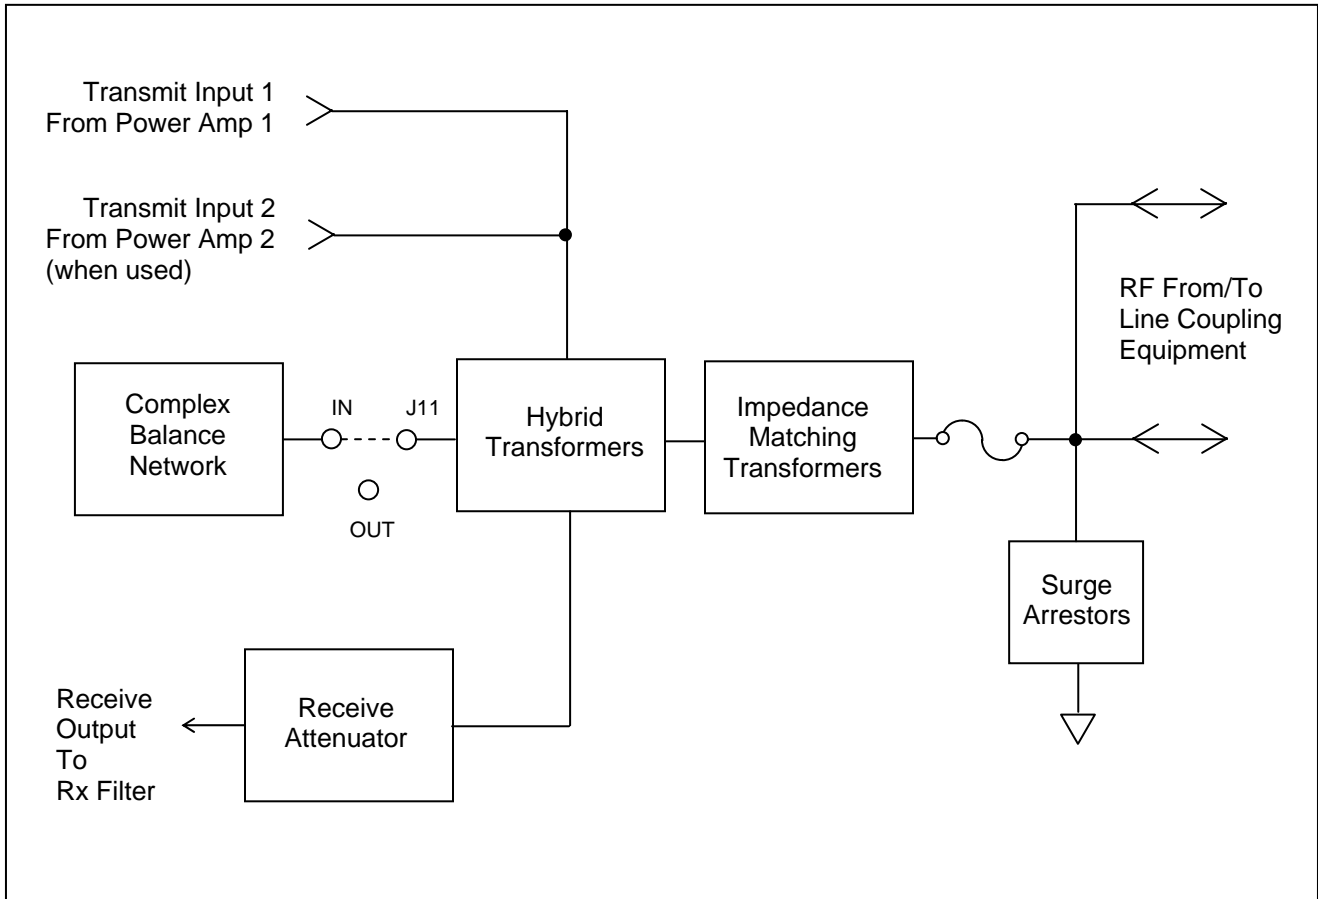 Transmit Input 1
From Power Amp 1
Transmit Input 2
From Power Amp 2
(when used)
RF From/To
Line Coupling
Equipment
Complex
Balance
Network
IN
J11
OUT
Hybrid
Transformers
Impedance
Matching
Transformers
Surge
Arrestors
Receive
Output
To
Rx Filter
Receive
Attenuator